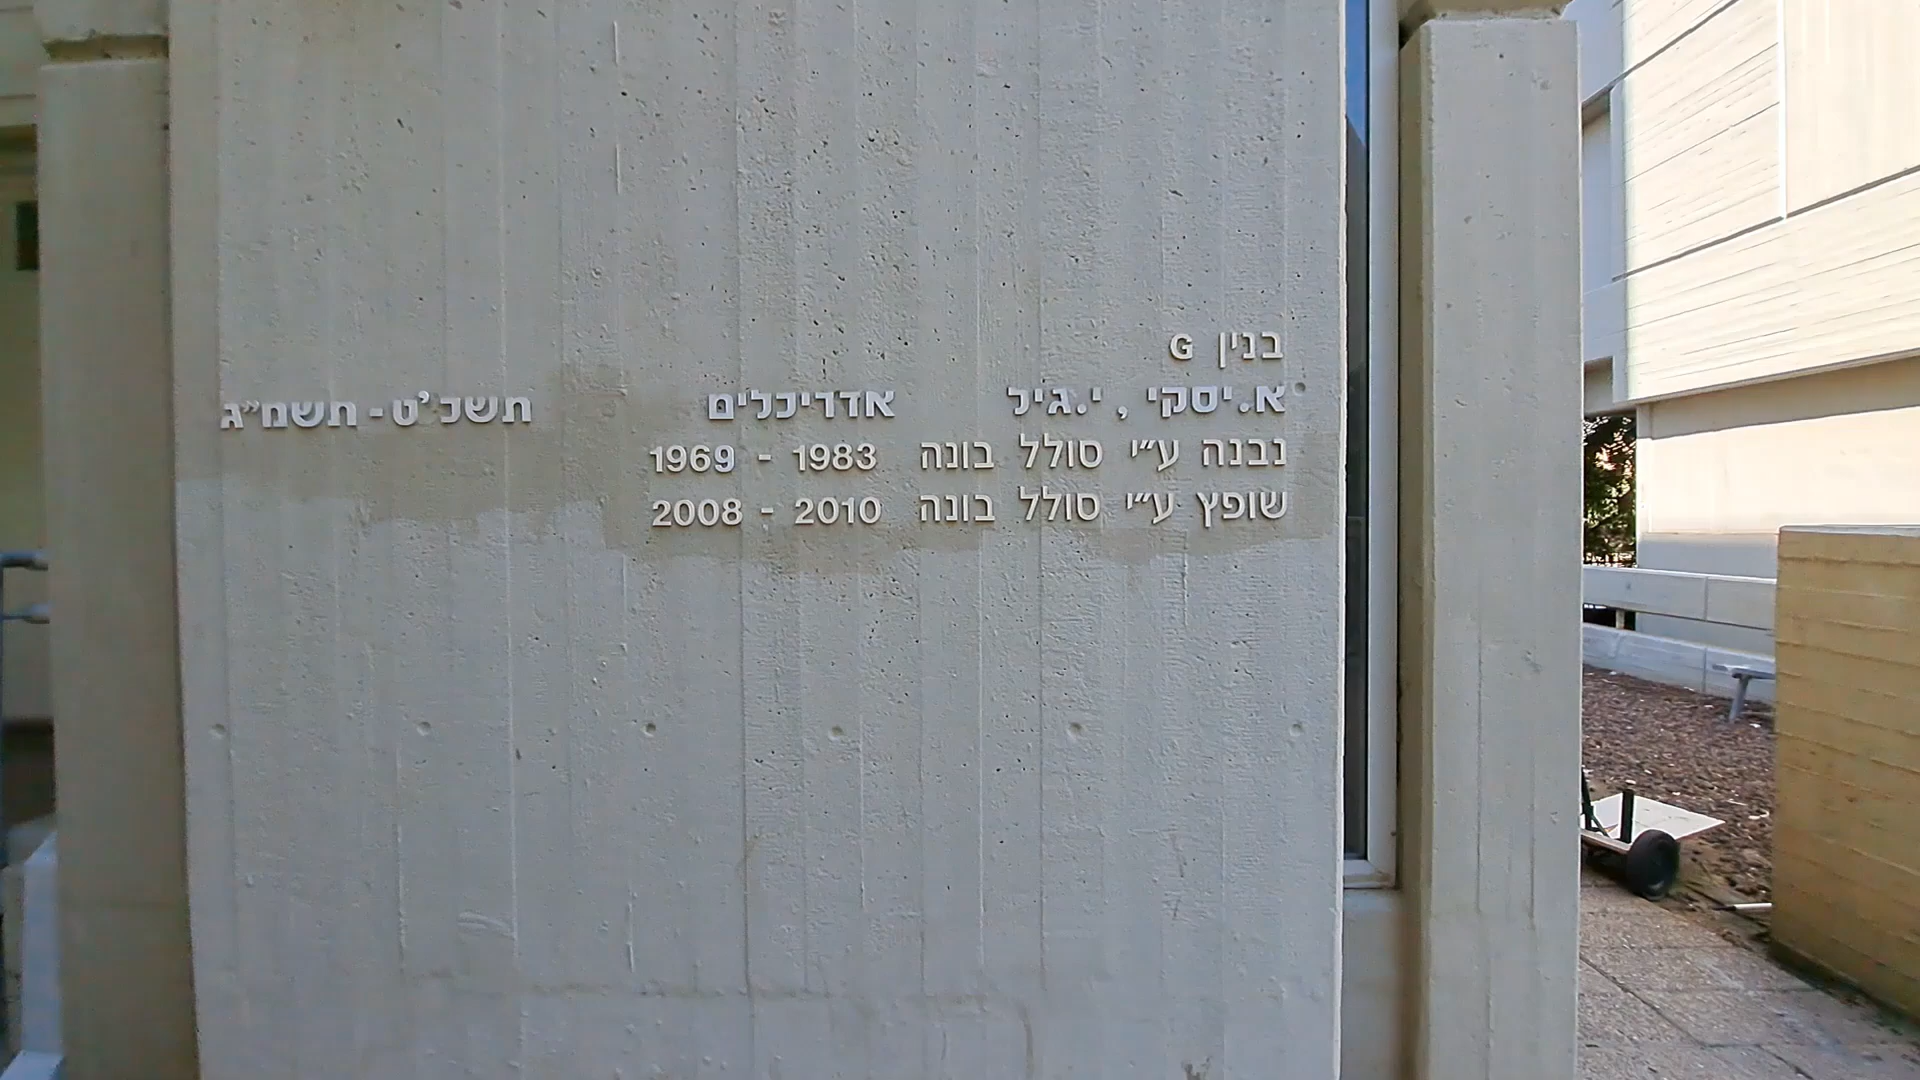 בנין G
א.יסקי , י.גיל אדריכלים תשכ'ט - תשמ"ג
נבנה ע"י סולל בונה 1983 - 1969
שופץ ע"י סולל בונה 2010 - 2008